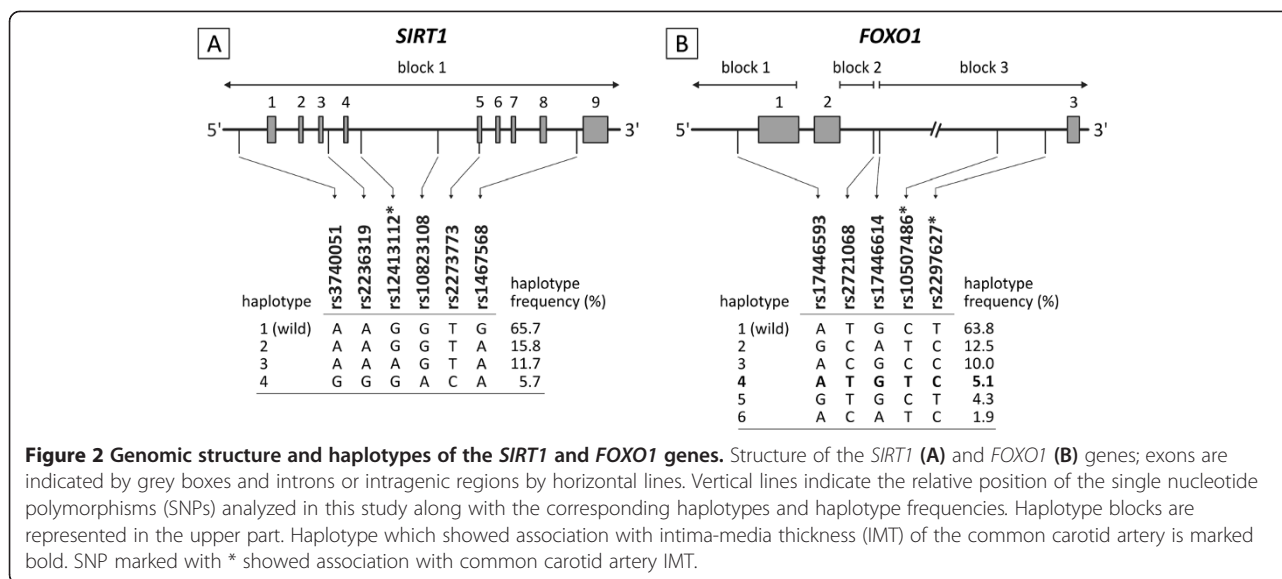 A
SIRT1
block 1
1 2 3 4 5 6 7 8 9
5' 3'
rs3740051
rs2236319
rs12413112*
rs10823108
rs2273773
rs1467568
haplotype
haplotype frequency (%)
1 (wild) A A G G T G 65.7
2 A A G G T A 15.8
3 A A A G T A 11.7
4 G G G A C A 5.7
B
FOXO1
block 1 block 2 block 3
1 2 3
5' 3'
rs17446593
rs2721068
rs17446614
rs10507486*
rs2297627*
haplotype
haplotype frequency (%)
1 (wild) A T G C T 63.8
2 G C A T C 12.5
3 A C G C C 10.0
4 A T G T C 5.1
5 G T G C T 4.3
6 A C A T C 1.9
Figure 2 Genomic structure and haplotypes of the SIRT1 and FOXO1 genes. Structure of the SIRT1 (A) and FOXO1 (B) genes; exons are
indicated by grey boxes and introns or intragenic regions by horizontal lines. Vertical lines indicate the relative position of the single nucleotide
polymorphisms (SNPs) analyzed in this study along with the corresponding haplotypes and haplotype frequencies. Haplotype blocks are
represented in the upper part. Haplotype which showed association with intima-media thickness (IMT) of the common carotid artery is marked
bold. SNP marked with * showed association with common carotid artery IMT.